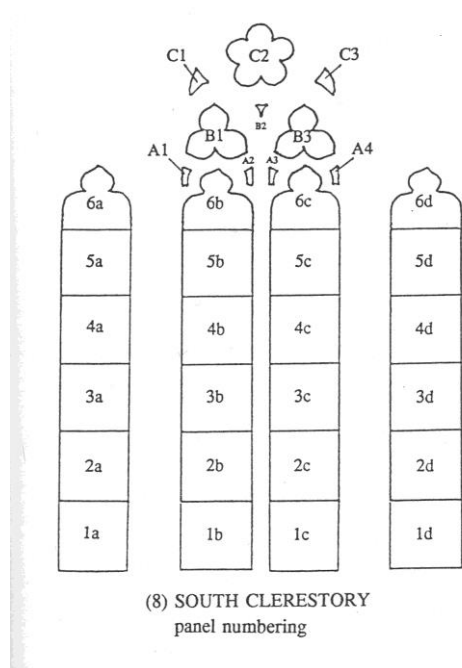 C1 C2 C3
B2
B1 B3
A1 A2 A3 A4
6a 6b 6c 6d
5a 5b 5c 5d
4a 4b 4c 4d
3a 3b 3c 3d
2a 2b 2c 2d
1a 1b 1c 1d
(8) SOUTH CLERESTORY
panel numbering